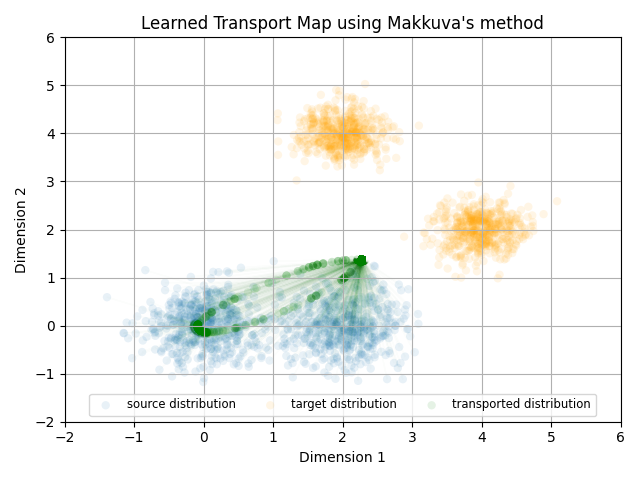 Learned Transport Map using Makkuva's method
6
5
4
3
2
1
0
−1
−2
Dimension 2
source distribution target distribution transported distribution
−2 −1 0 1 2 3 4 5 6
Dimension 1